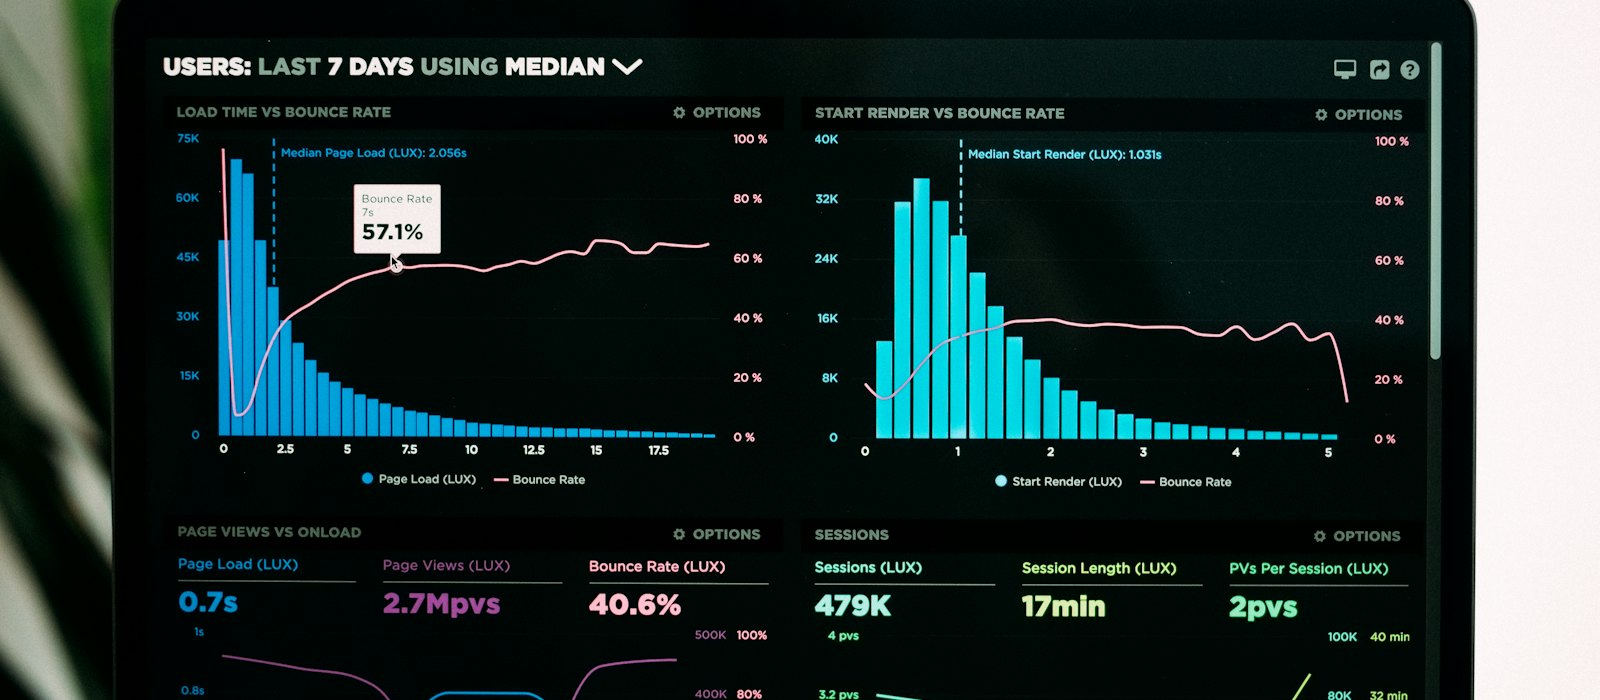 USERS: LAST 7 DAYS USING MEDIAN
LOAD TIME VS BOUNCE RATE
OPTIONS
75K
60K
45K
30K
15K
0
100 %
80 %
60 %
40 %
20 %
0 %
Median Page Load (LUX): 2.056s
Bounce Rate
7s
57.1%
0 2.5 5 7.5 10 12.5 15 17.5
Page Load (LUX) Bounce Rate
START RENDER VS BOUNCE RATE
OPTIONS
40K
32K
24K
16K
8K
0
100 %
80 %
60 %
40 %
20 %
0 %
Median Start Render (LUX): 1.031s
0 1 2 3 4 5
Start Render (LUX) Bounce Rate
PAGE VIEWS VS ONLOAD
OPTIONS
Page Load (LUX) Page Views (LUX) Bounce Rate (LUX)
0.7s 2.7Mpvs 40.6%
1s 500K 100%
0.8s 400K 80%
SESSIONS
OPTIONS
Sessions (LUX) Session Length (LUX) PVs Per Session (LUX)
479K 17min 2pvs
4 pvs 100K 40 min
3.2 pvs 80K 32 min